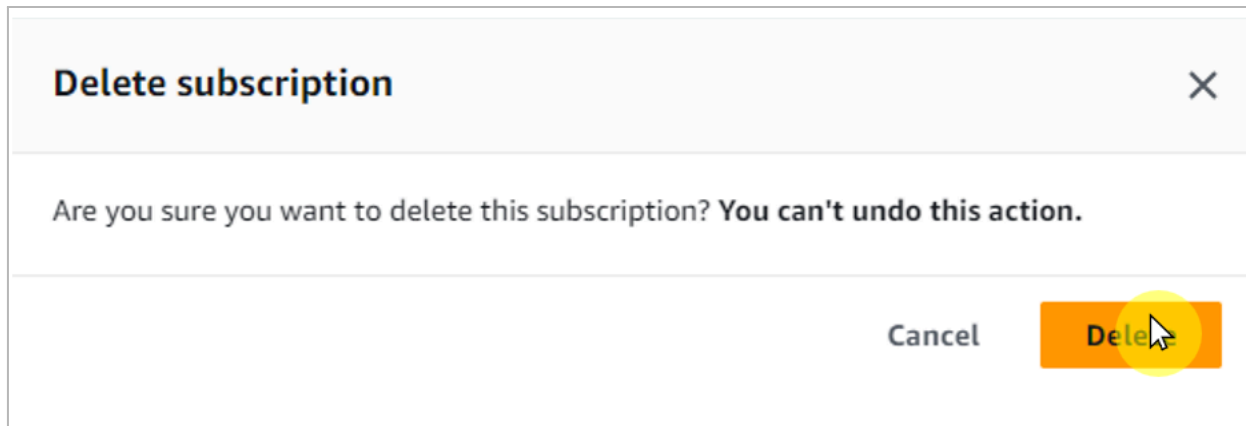 Delete subscription
Are you sure you want to delete this subscription? You can't undo this action.
Cancel
Delete